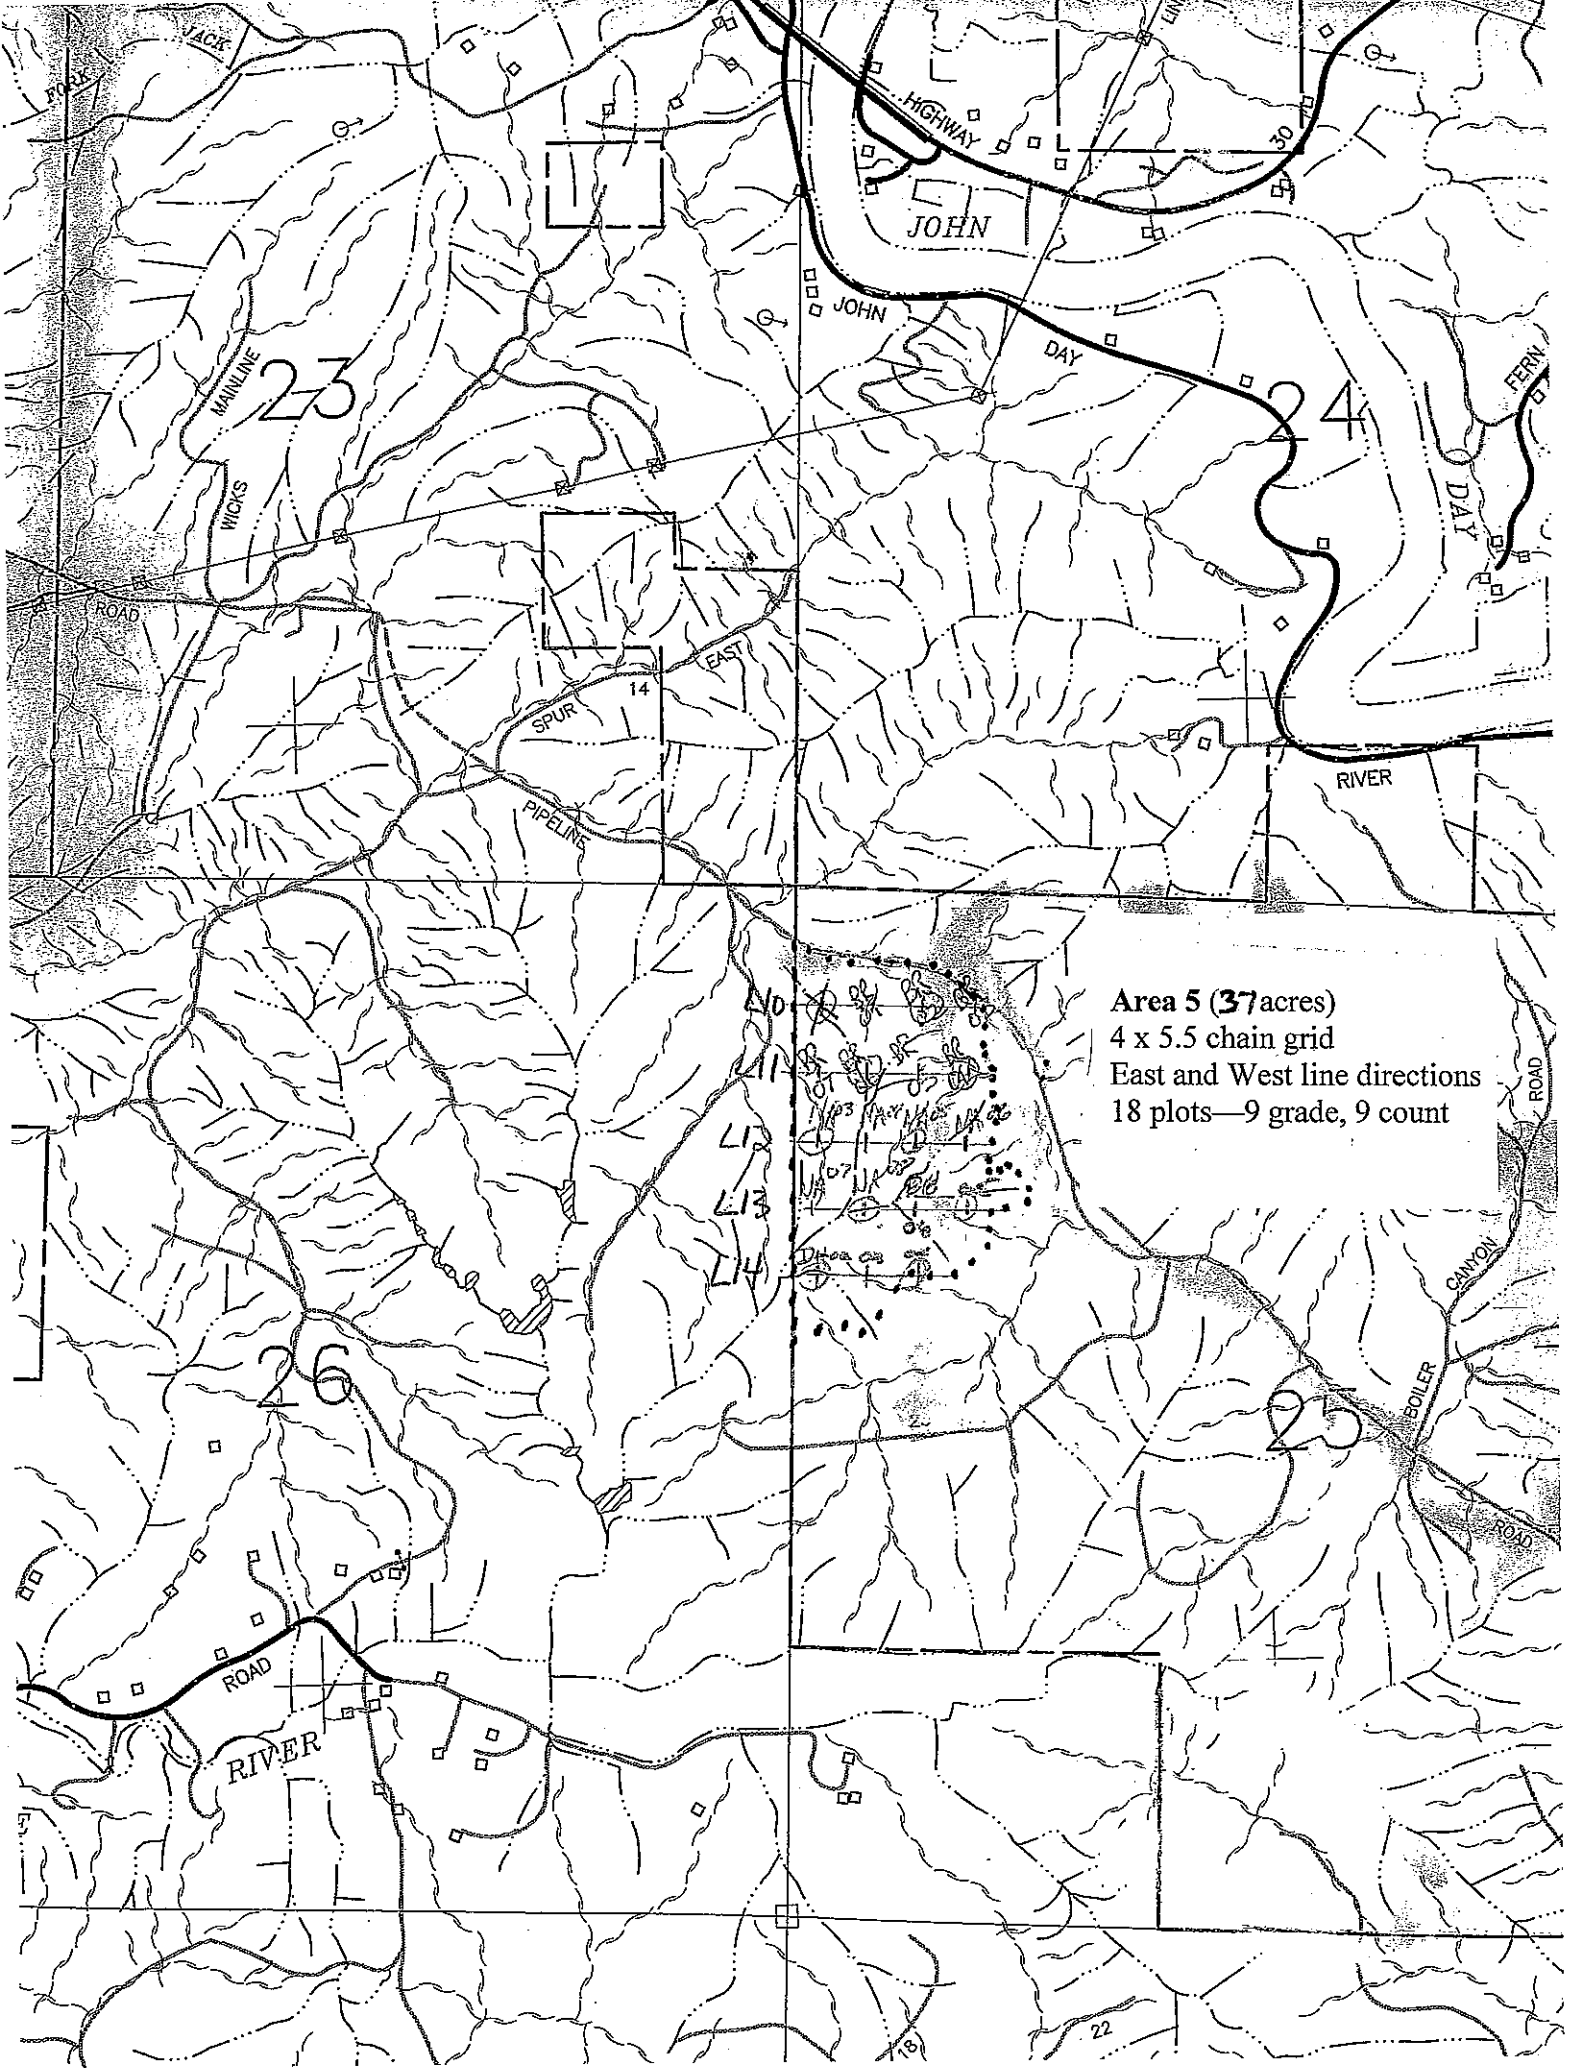 JACK
FORK
LIN
HIGHWAY
30
JOHN
JOHN
DAY
MAINLINE
23
24
FERN
WICKS
DAY
ROAD
EAST
14
SPUR
RIVER
PIPELINE
L10
Area 5 (37acres)
4 x 5.5 chain grid
East and West line directions
18 plots—9 grade, 9 count
ROAD
L11
L12
L13
L14
CANYON
26
BOILER
25
ROAD
ROAD
RIVER
18
22